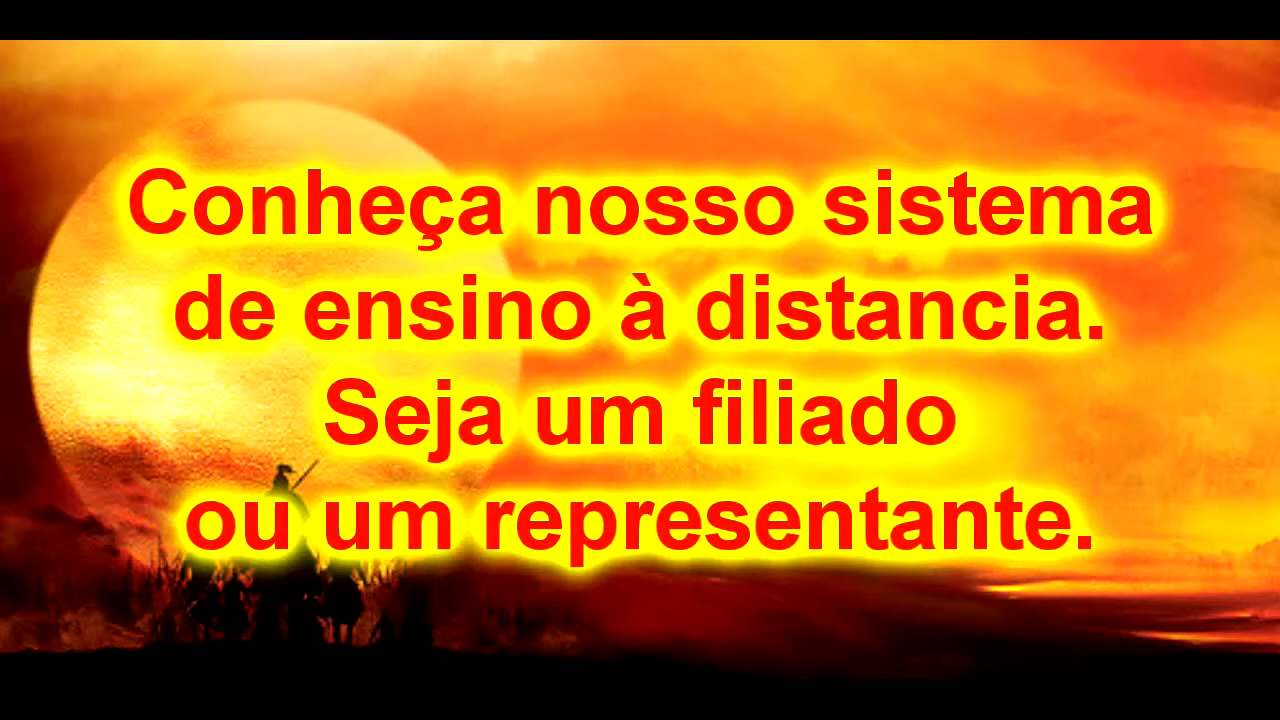 Conheça nosso sistema
de ensino à distancia.
Seja um filiado
ou um representante.